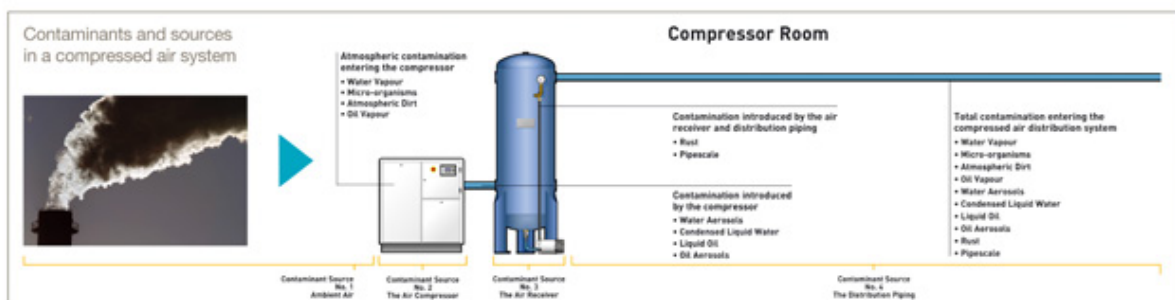 Contaminants and sources
in a compressed air system
Compressor Room
Atmospheric contamination
entering the compressor
• Water Vapour
• Micro-organisms
• Atmospheric Dirt
• Oil Vapour
Contamination introduced by the air
receiver and distribution piping
• Rust
• Pipescale
Contamination introduced
by the compressor
• Water Aerosols
• Condensed Liquid Water
• Liquid Oil
• Oil Aerosols
Total contamination entering the
compressed air distribution system
• Water Vapour
• Micro-organisms
• Atmospheric Dirt
• Oil Vapour
• Water Aerosols
• Condensed Liquid Water
• Liquid Oil
• Oil Aerosols
• Rust
• Pipescale
Contaminant Source
No. 1
Ambient Air
Contaminant Source
No. 2
The Air Compressor
Contaminant Source
No. 3
The Air Receiver
Contaminant Source
No. 4
The Distribution Piping